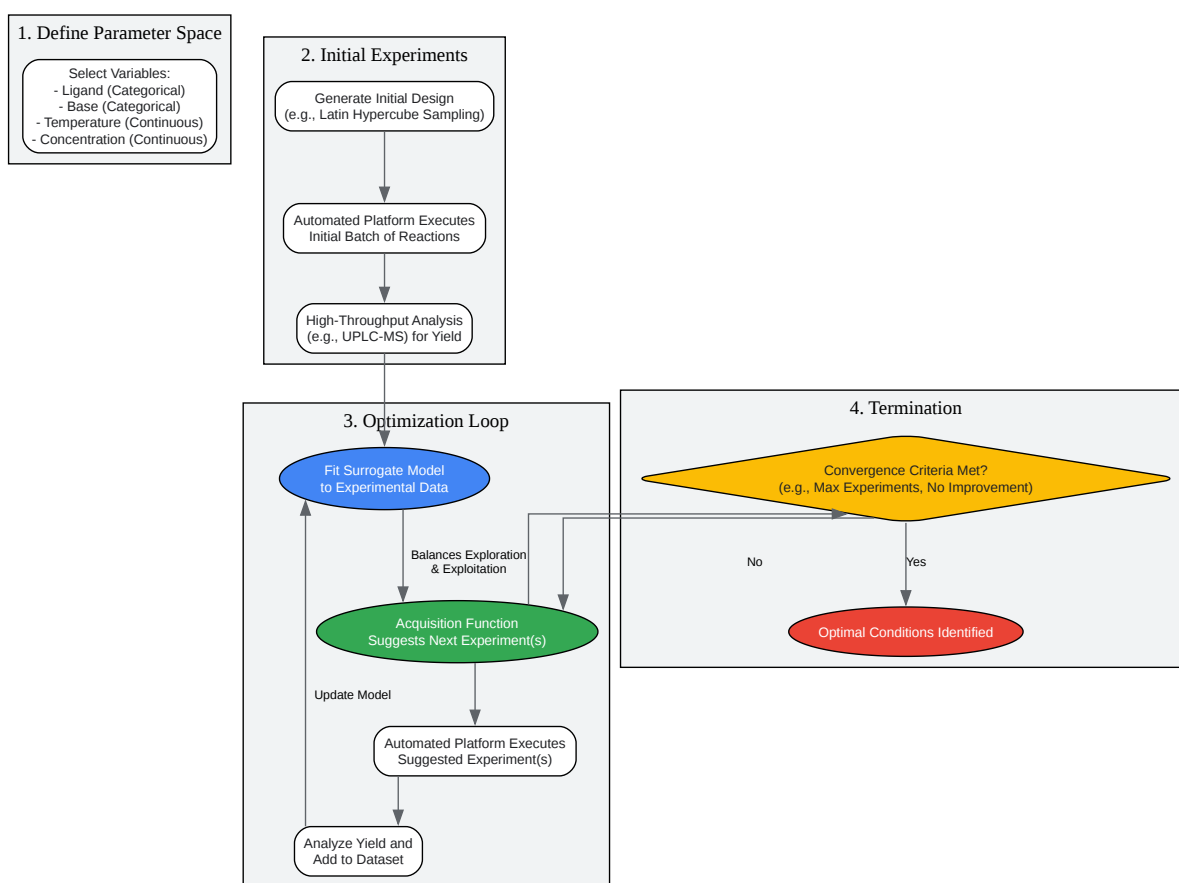 1. Define Parameter Space
Select Variables:
- Ligand (Categorical)
- Base (Categorical)
- Temperature (Continuous)
- Concentration (Continuous)
2. Initial Experiments
Generate Initial Design
(e.g., Latin Hypercube Sampling)
Automated Platform Executes
Initial Batch of Reactions
High-Throughput Analysis
(e.g., UPLC-MS) for Yield
3. Optimization Loop
Fit Surrogate Model
to Experimental Data
Balances Exploration
& Exploitation
Acquisition Function
Suggests Next Experiment(s)
Update Model
Automated Platform Executes
Suggested Experiment(s)
Analyze Yield and
Add to Dataset
4. Termination
Convergence Criteria Met?
(e.g., Max Experiments, No Improvement)
No
Yes
Optimal Conditions Identified